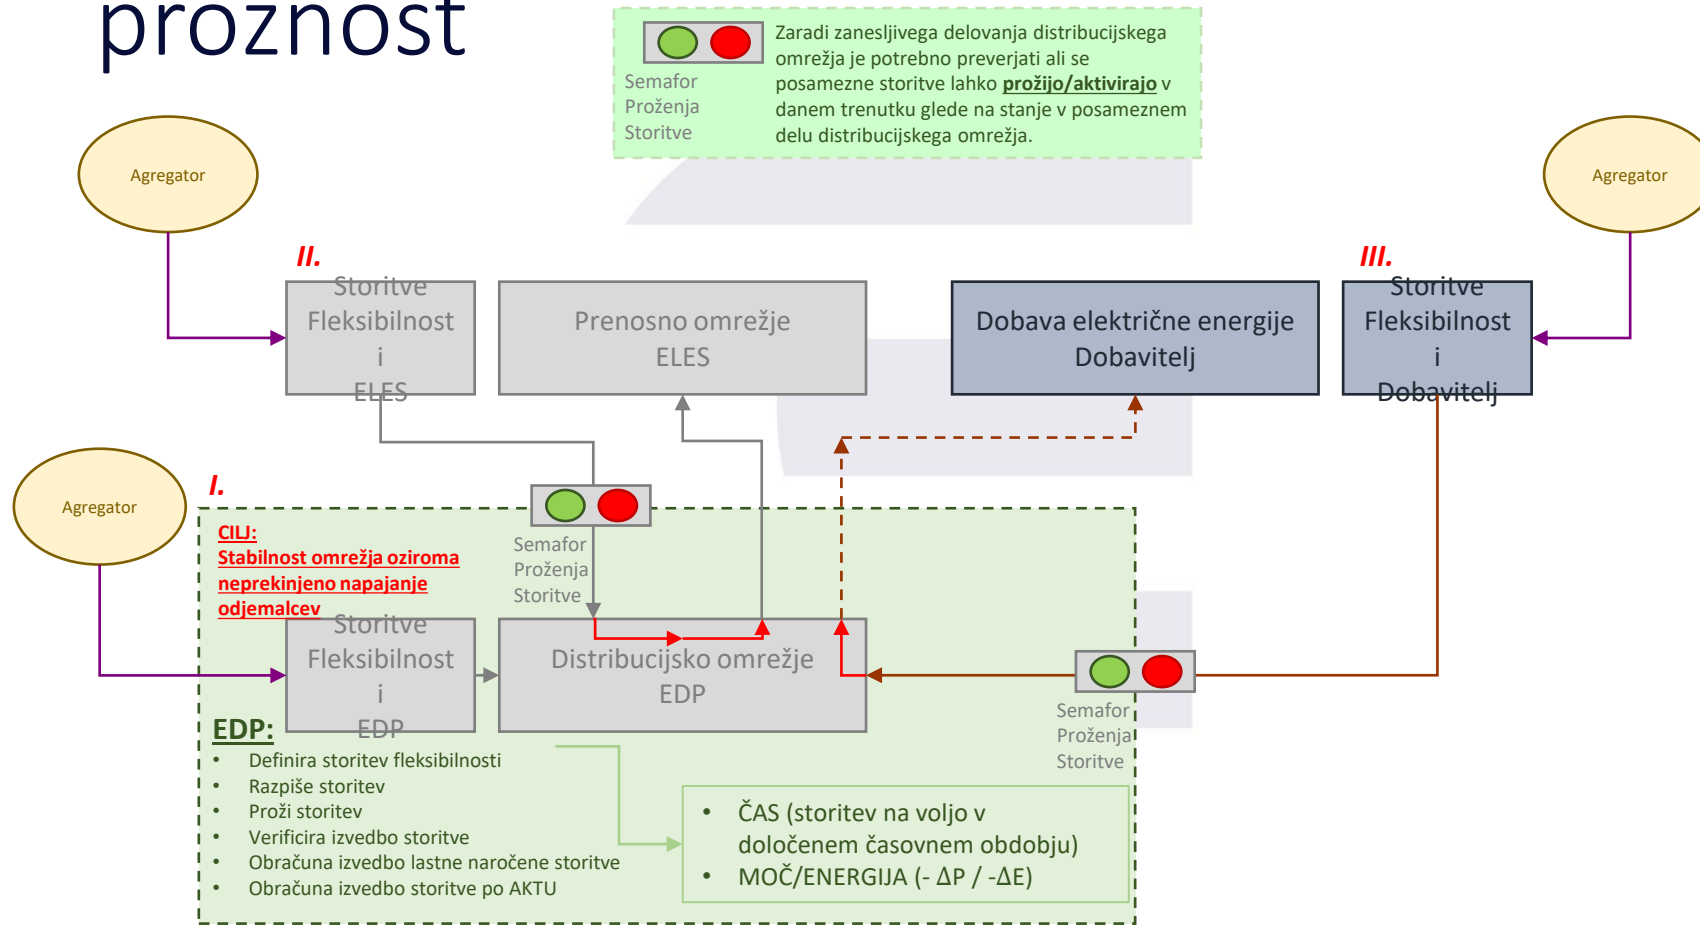 prožnost
Zaradi zanesljivega delovanja distribucijskega
omrežja je potrebno preverjati ali se
posamezne storitve lahko prožijo/aktivirajo v
danem trenutku glede na stanje v posameznem
delu distribucijskega omrežja.
Semafor
Proženja
Storitve
Agregator
Agregator
II.
III.
Storitve
Fleksibilnost
i
ELES
Prenosno omrežje
ELES
Dobava električne energije
Dobavitelj
Storitve
Fleksibilnost
i
Dobavitelj
Agregator
I.
CILJ:
Stabilnost omrežja oziroma
neprekinjeno napajanje
odjemalcev
Semafor
Proženja
Storitve
Storitve
Fleksibilnost
i
EDP
Distribucijsko omrežje
EDP
Semafor
Proženja
Storitve
EDP:
• Definira storitev fleksibilnosti
• Razpiše storitev
• Proži storitev
• Verificira izvedbo storitve
• Obračuna izvedbo lastne naročene storitve
• Obračuna izvedbo storitve po AKTU
• ČAS (storitev na voljo v
določenem časovnem obdobju)
• MOČ/ENERGIJA (- ΔP / -ΔE)